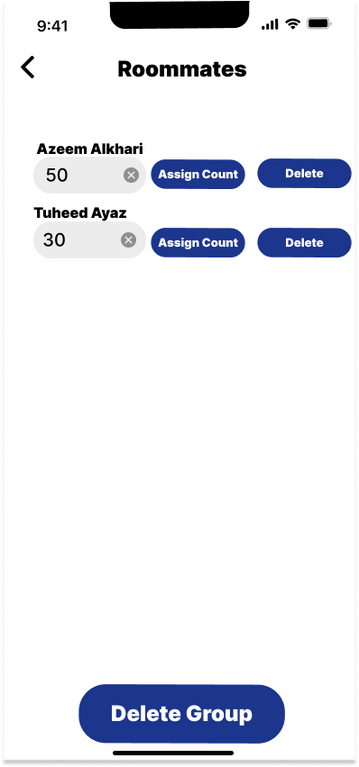 9:41
Roommates
Azeem Alkhari
50 Assign Count Delete
Tuheed Ayaz
30 Assign Count Delete
Delete Group